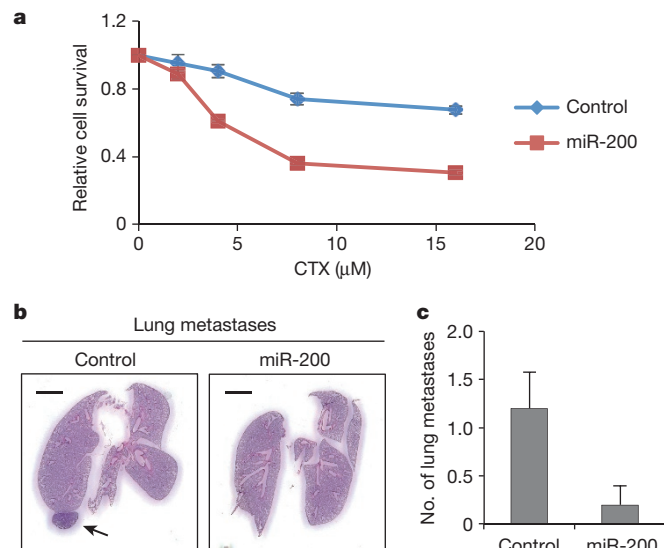 a
1.2
0.8
0.4
0
Relative cell survival
0
5
10
15
20
CTX (μM)
Control
miR-200
b
Lung metastases
Control
miR-200
c
2.0
1.5
1.0
0.5
0
No. of lung metastases
Control
miR-200